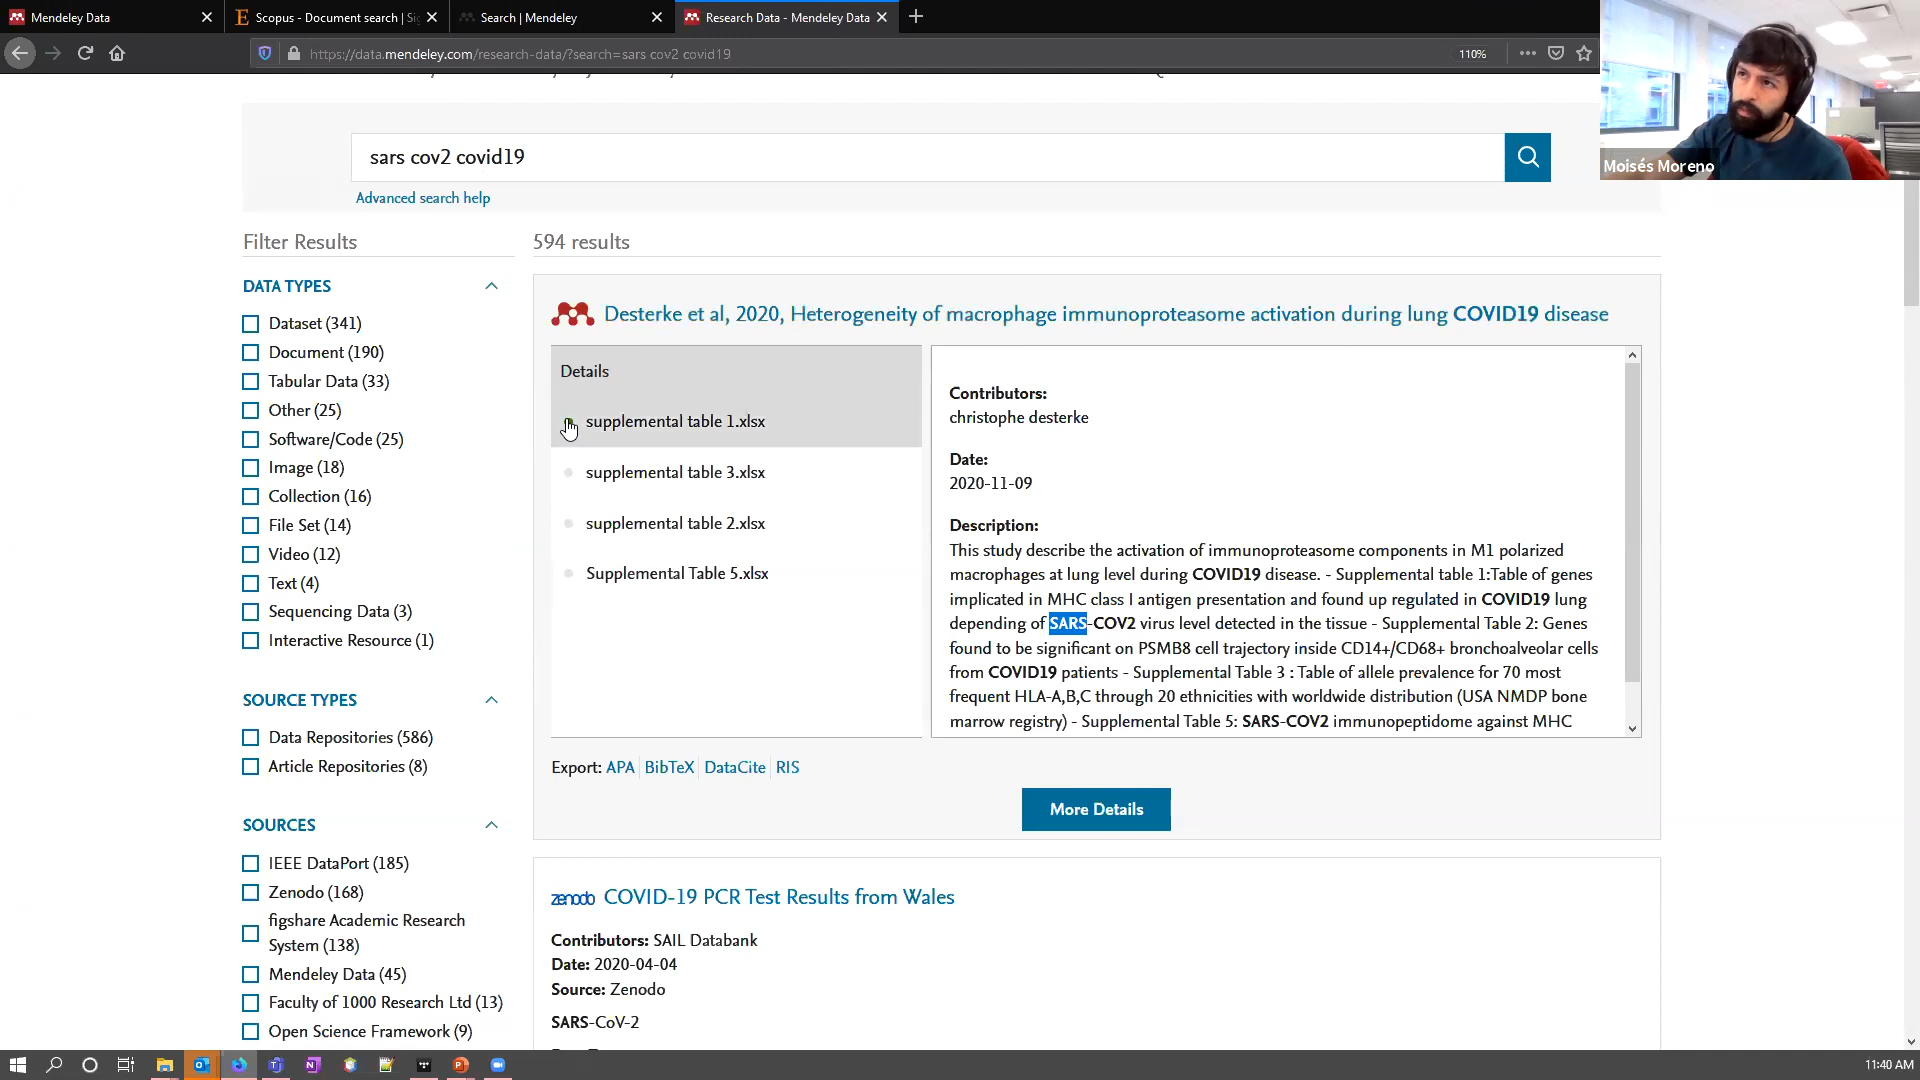 Mendeley Data
Scopus - Document search |
Search | Mendeley
Research Data - Mendeley Data
https://data.mendeley.com/research-data/?search=sars cov2 covid19
110%
Moisés Moreno
sars cov2 covid19
Advanced search help
Filter Results
594 results
DATA TYPES
Dataset (341)
Document (190)
Tabular Data (33)
Other (25)
Software/Code (25)
Image (18)
Collection (16)
File Set (14)
Video (12)
Text (4)
Sequencing Data (3)
Interactive Resource (1)
SOURCE TYPES
Data Repositories (586)
Article Repositories (8)
SOURCES
IEEE DataPort (185)
Zenodo (168)
figshare Academic Research
System (138)
Mendeley Data (45)
Faculty of 1000 Research Ltd (13)
Open Science Framework (9)
Desterke et al, 2020, Heterogeneity of macrophage immunoproteasome activation during lung COVID19 disease
Details
supplemental table 1.xlsx
supplemental table 3.xlsx
supplemental table 2.xlsx
Supplemental Table 5.xlsx
Contributors:
christophe desterke
Date:
2020-11-09
Description:
This study describe the activation of immunoproteasome components in M1 polarized
macrophages at lung level during COVID19 disease. - Supplemental table 1:Table of genes
implicated in MHC class I antigen presentation and found up regulated in COVID19 lung
depending of SARS-COV2 virus level detected in the tissue - Supplemental Table 2: Genes
found to be significant on PSMB8 cell trajectory inside CD14+/CD68+ bronchoalveolar cells
from COVID19 patients - Supplemental Table 3 : Table of allele prevalence for 70 most
frequent HLA-A,B,C through 20 ethnicities with worldwide distribution (USA NMDP bone
marrow registry) - Supplemental Table 5: SARS-COV2 immunopeptidome against MHC
Export: APA BibTeX DataCite RIS
More Details
zenodo COVID-19 PCR Test Results from Wales
Contributors: SAIL Databank
Date: 2020-04-04
Source: Zenodo
SARS-CoV-2
11:40 AM